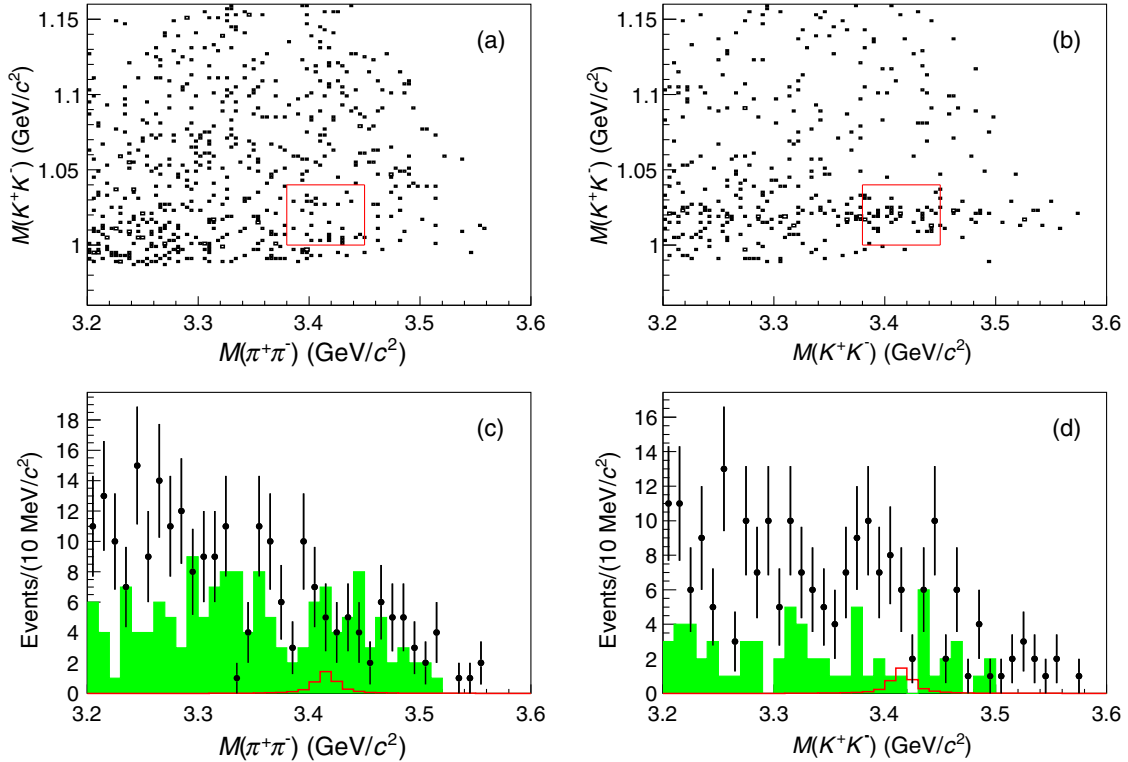 (a)
1.15
1.1
1.05
1
M(K⁺K⁻) (GeV/c²)
3.2 3.3 3.4 3.5 3.6
M(π⁺π⁻) (GeV/c²)
(b)
1.15
1.1
1.05
1
M(K⁺K⁻) (GeV/c²)
3.2 3.3 3.4 3.5 3.6
M(K⁺K⁻) (GeV/c²)
(c)
18
16
14
12
10
8
6
4
2
0
Events/(10 MeV/c²)
3.2 3.3 3.4 3.5 3.6
M(π⁺π⁻) (GeV/c²)
(d)
16
14
12
10
8
6
4
2
0
Events/(10 MeV/c²)
3.2 3.3 3.4 3.5 3.6
M(K⁺K⁻) (GeV/c²)